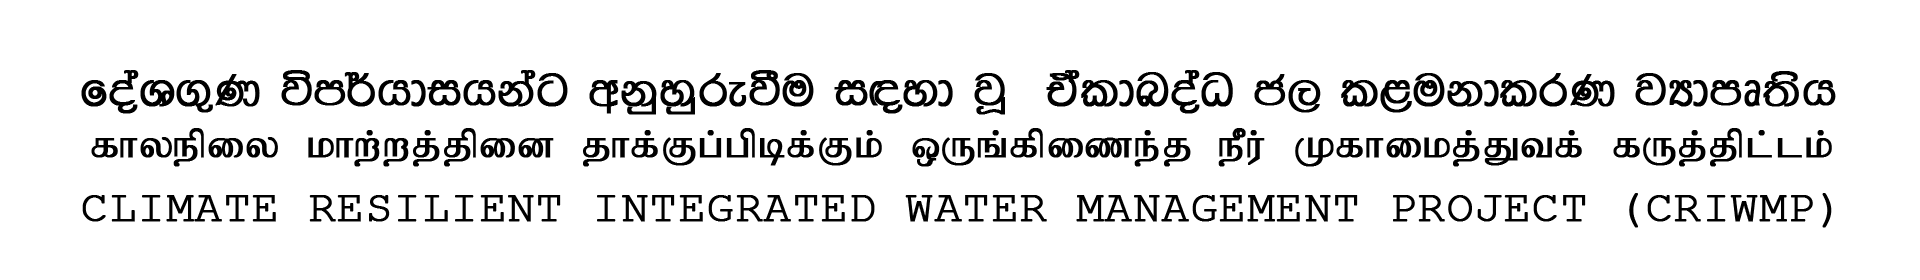 දේශගුණ විපර්යාසයන්ට අනුහුරුවීම සඳහා වූ ඒකාබද්ධ ජල කළමනාකරණ ව්‍යාපෘතිය
காலநிலை மாற்றத்தினை தாக்குப்பிடிக்கும் ஒருங்கிணைந்த நீர் முகாமைத்துவக் கருத்திட்டம்
CLIMATE RESILIENT INTEGRATED WATER MANAGEMENT PROJECT (CRIWMP)